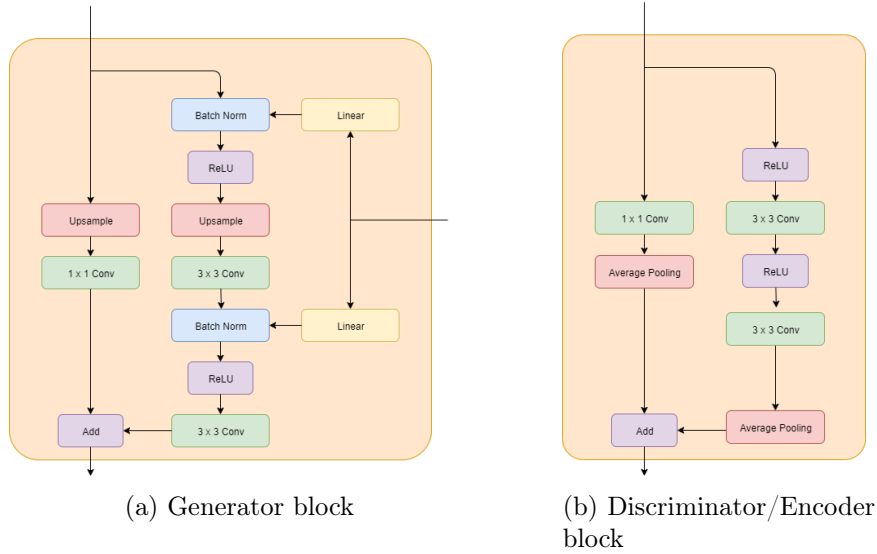 Batch Norm
Linear
ReLU
Upsample
Upsample
1 x 1 Conv
3 x 3 Conv
Batch Norm
Linear
ReLU
Add
3 x 3 Conv
(a) Generator block
ReLU
1 x 1 Conv
3 x 3 Conv
Average Pooling
ReLU
3 x 3 Conv
Add
Average Pooling
(b) Discriminator/Encoder
block